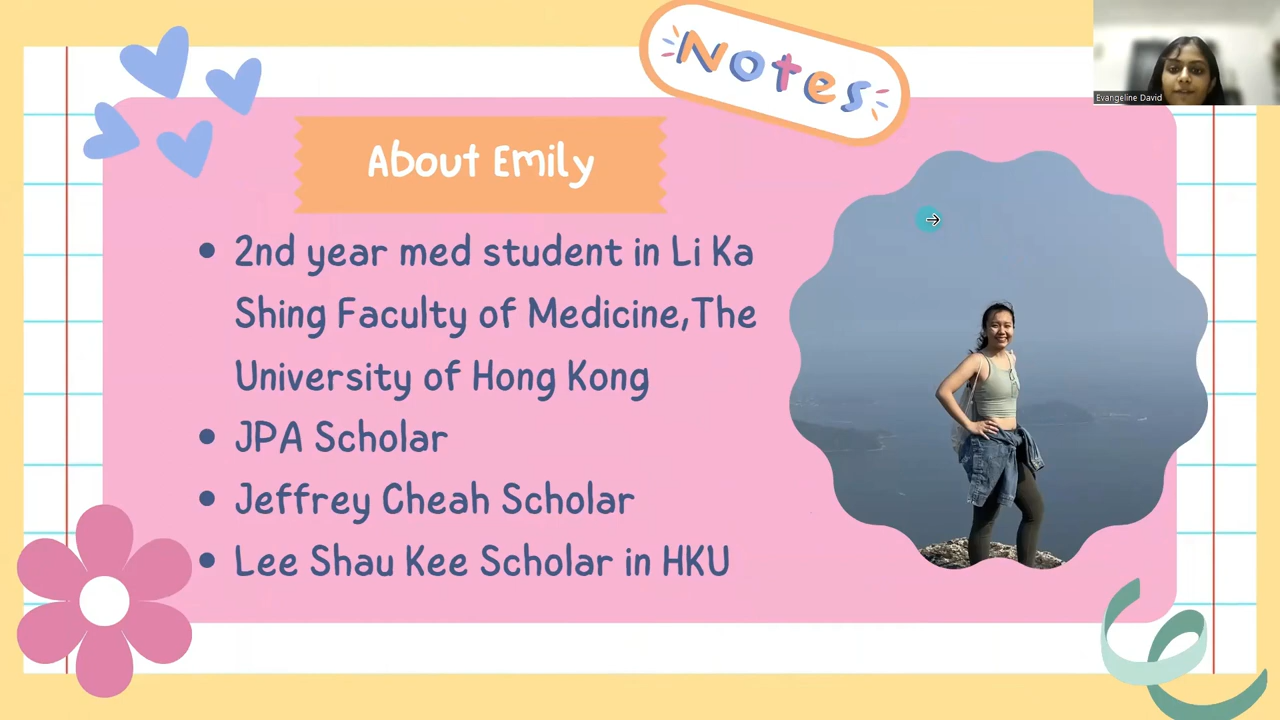 Notes
Evangeline David
About Emily
• 2nd year med student in Li Ka
Shing Faculty of Medicine,The
University of Hong Kong
• JPA Scholar
• Jeffrey Cheah Scholar
• Lee Shau Kee Scholar in HKU